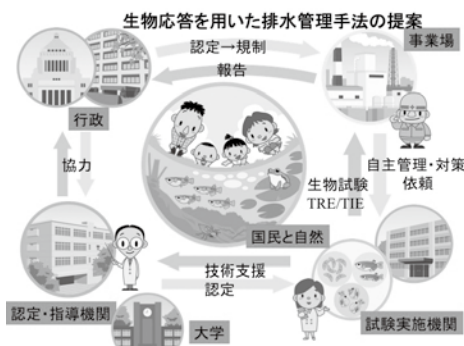 生物応答を用いた排水管理手法の提案
認定→規制
報告
事業場
行政
協力
生物試験
TRE/TIE
自主管理・対策
依頼
国民と自然
技術支援
認定
認定・指導機関
大学
試験実施機関